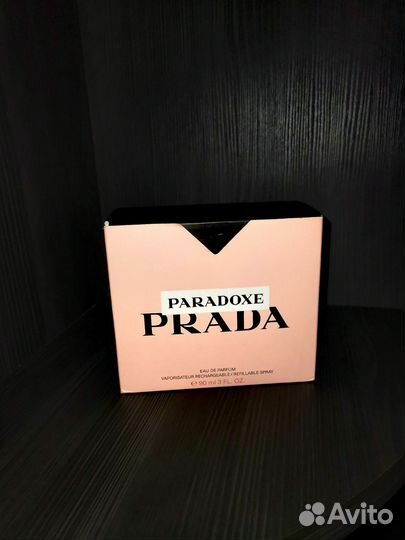 PARADOXE
PRADA
EAU DE PARFUM
VAPORISATEUR RECHARGEABLE / REFILLABLE SPRAY
℮ 90 ml 3 FL. OZ.
Avito